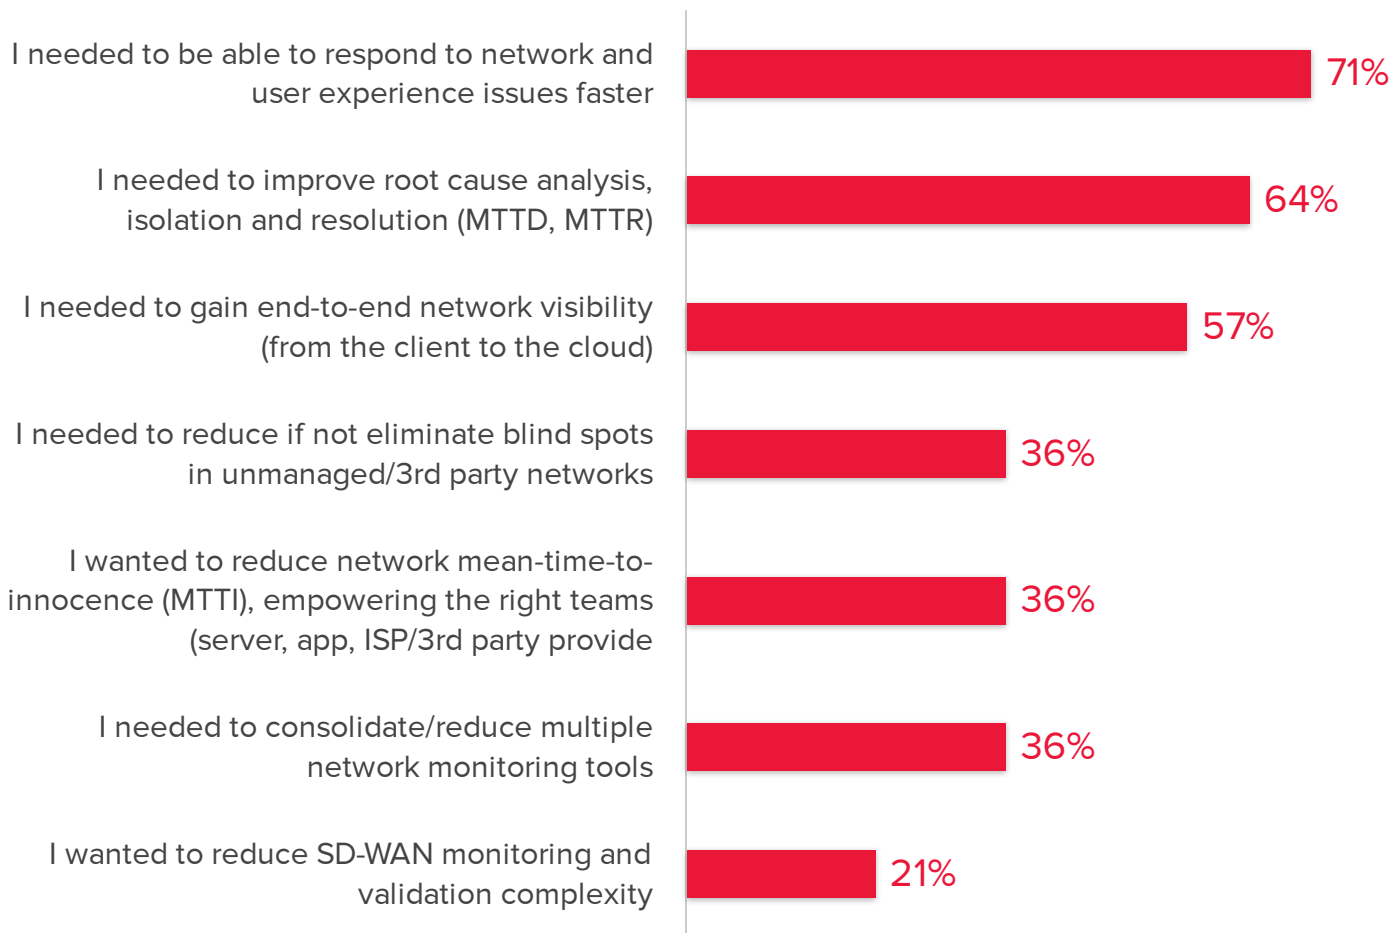 I needed to be able to respond to network and
user experience issues faster
71%
I needed to improve root cause analysis,
isolation and resolution (MTTD, MTTR)
64%
I needed to gain end-to-end network visibility
(from the client to the cloud)
57%
I needed to reduce if not eliminate blind spots
in unmanaged/3rd party networks
36%
I wanted to reduce network mean-time-to-
innocence (MTTI), empowering the right teams
(server, app, ISP/3rd party provide
36%
I needed to consolidate/reduce multiple
network monitoring tools
36%
I wanted to reduce SD-WAN monitoring and
validation complexity
21%